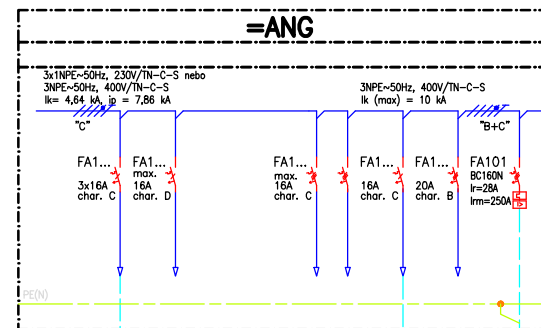 =ANG
3x1NPE~50Hz, 230V/TN-C-S nebo
3NPE~50Hz, 400V/TN-C-S
Ik= 4,64 kA, ip = 7,86 kA
3NPE~50Hz, 400V/TN-C-S
Ik (max) = 10 kA
"C"
"B+C"
FA1...
3x16A
char. C
FA1...
max.
16A
char. D
FA1...
max.
16A
char. C
FA1...
16A
char. C
FA1...
20A
char. B
FA101
BC160N
Ir=28A
Irm=250A
PE(N)